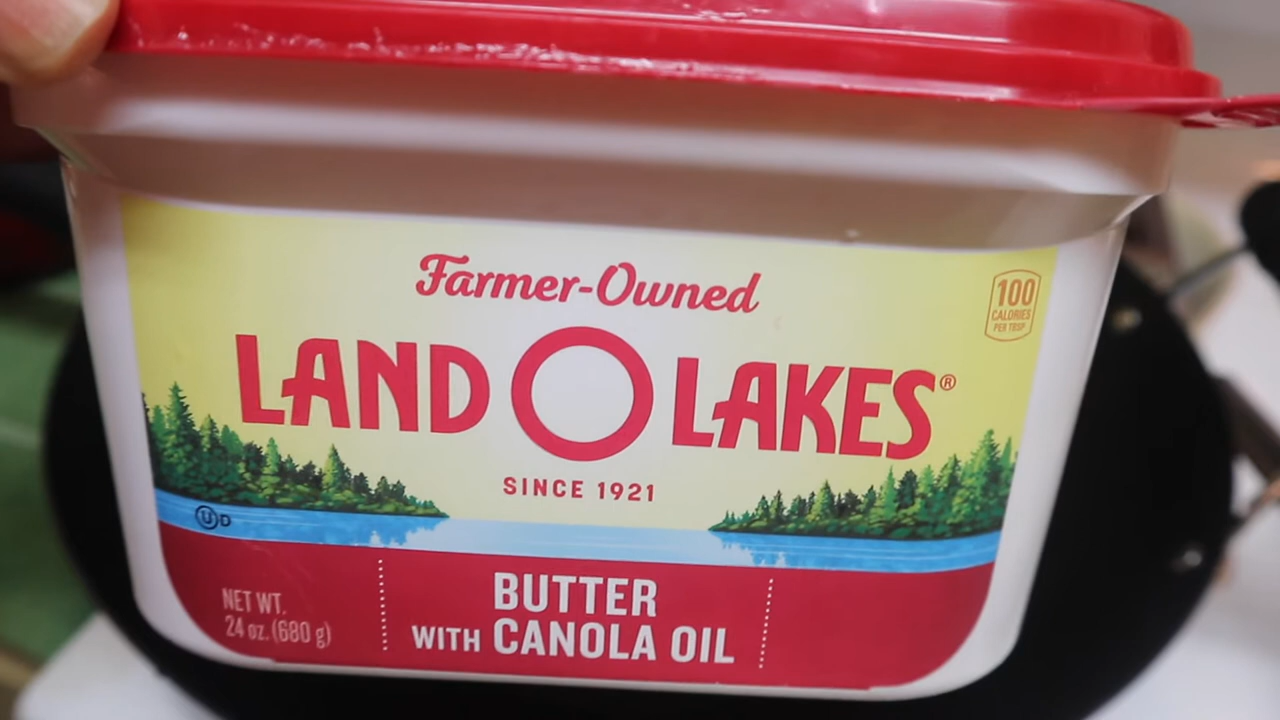 Farmer-Owned
LAND O LAKES®
SINCE 1921
100
CALORIES
PER TBSP
U D
NET WT.
24 oz. (680 g)
BUTTER
WITH CANOLA OIL